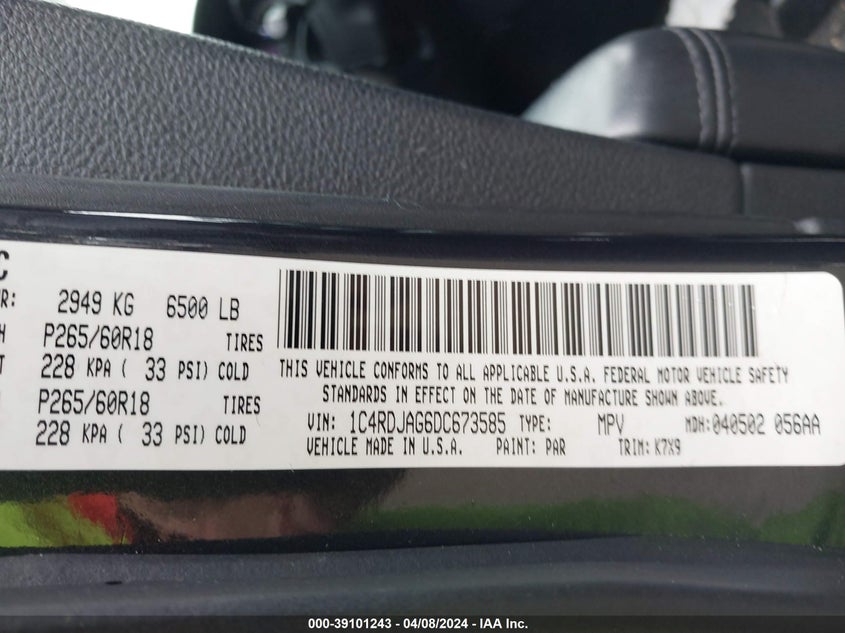 C
R: 2949 KG 6500 LB
H P265/60R18 TIRES
T 228 KPA ( 33 PSI) COLD
P265/60R18 TIRES
228 KPA ( 33 PSI) COLD
THIS VEHICLE CONFORMS TO ALL APPLICABLE U.S.A. FEDERAL MOTOR VEHICLE SAFETY
STANDARDS IN EFFECT ON THE DATE OF MANUFACTURE SHOWN ABOVE.
VIN: 1C4RDJAG6DC673585 TYPE: MPV MDH: 040502 056AA
VEHICLE MADE IN U.S.A. PAINT: PAR TRIM: K7X9
000-39101243 - 04/08/2024 - IAA Inc.